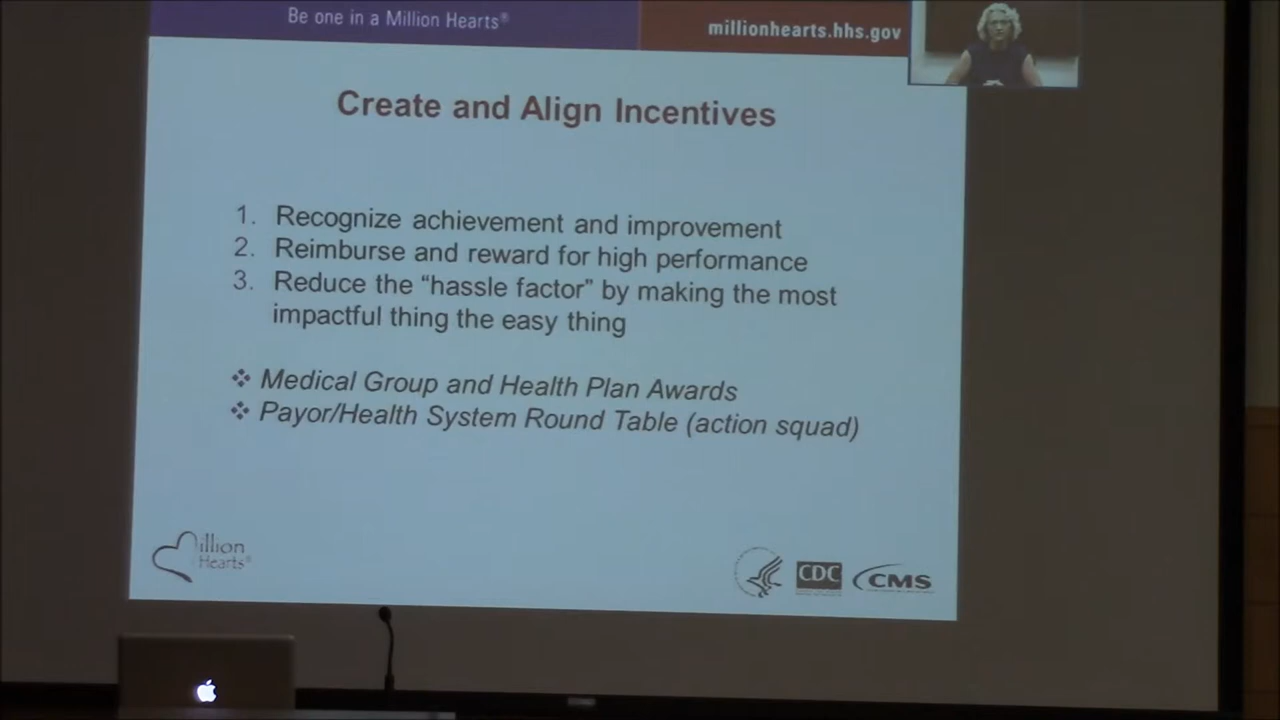 Be one in a Million Hearts®
millionhearts.hhs.gov
Create and Align Incentives
1. Recognize achievement and improvement
2. Reimburse and reward for high performance
3. Reduce the “hassle factor” by making the most
impactful thing the easy thing
❖ Medical Group and Health Plan Awards
❖ Payor/Health System Round Table (action squad)
Million
Hearts®
CDC
CMS